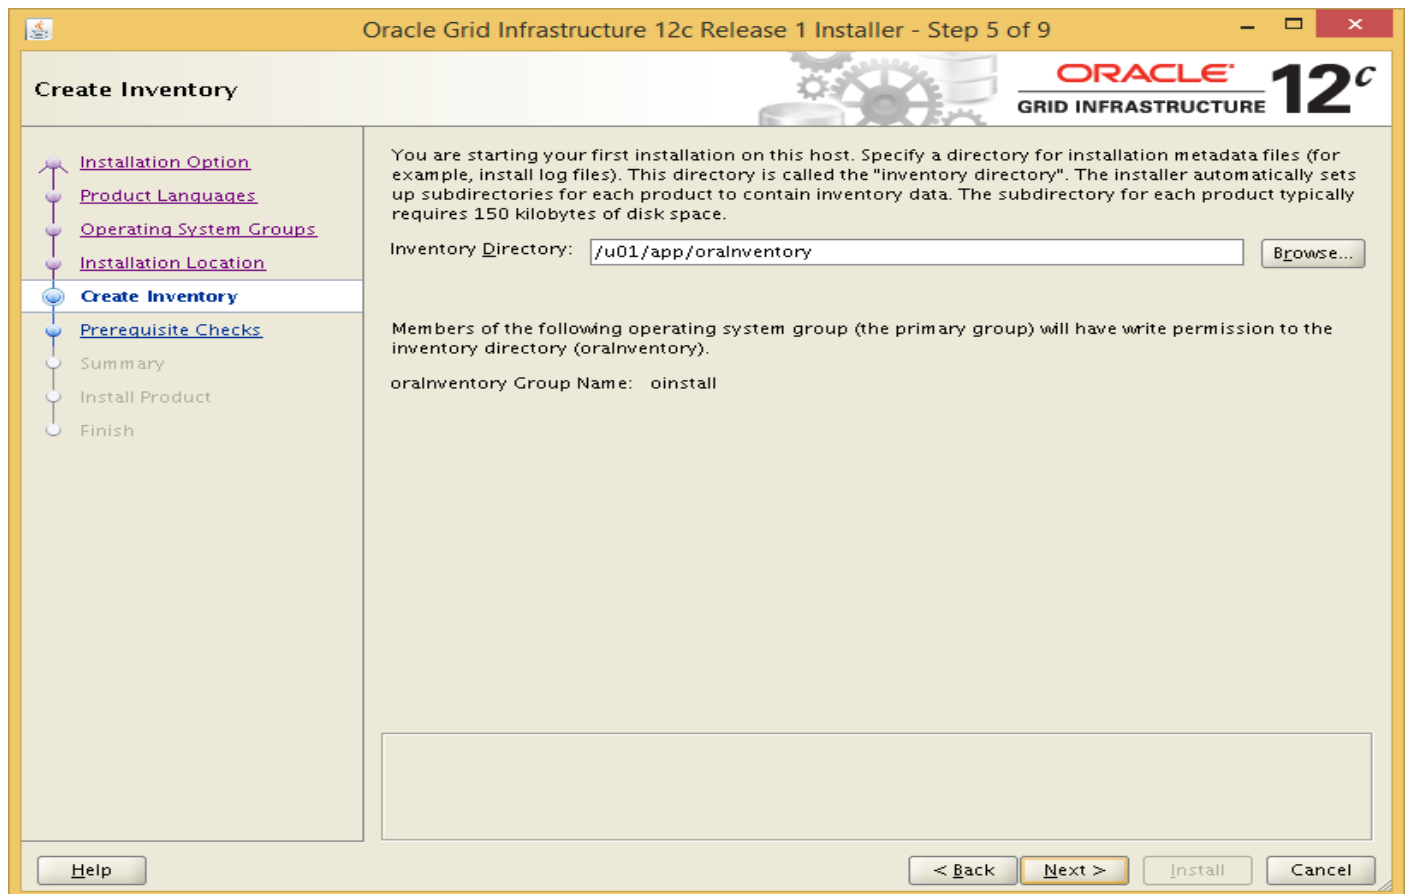 Oracle Grid Infrastructure 12c Release 1 Installer - Step 5 of 9
Create Inventory
ORACLE
GRID INFRASTRUCTURE
12c
Installation Option
Product Languages
Operating System Groups
Installation Location
Create Inventory
Prerequisite Checks
Summary
Install Product
Finish
You are starting your first installation on this host. Specify a directory for installation metadata files (for
example, install log files). This directory is called the "inventory directory". The installer automatically sets
up subdirectories for each product to contain inventory data. The subdirectory for each product typically
requires 150 kilobytes of disk space.
Inventory Directory: /u01/app/oraInventory Browse...
Members of the following operating system group (the primary group) will have write permission to the
inventory directory (oraInventory).
oraInventory Group Name: oinstall
Help < Back Next > Install Cancel